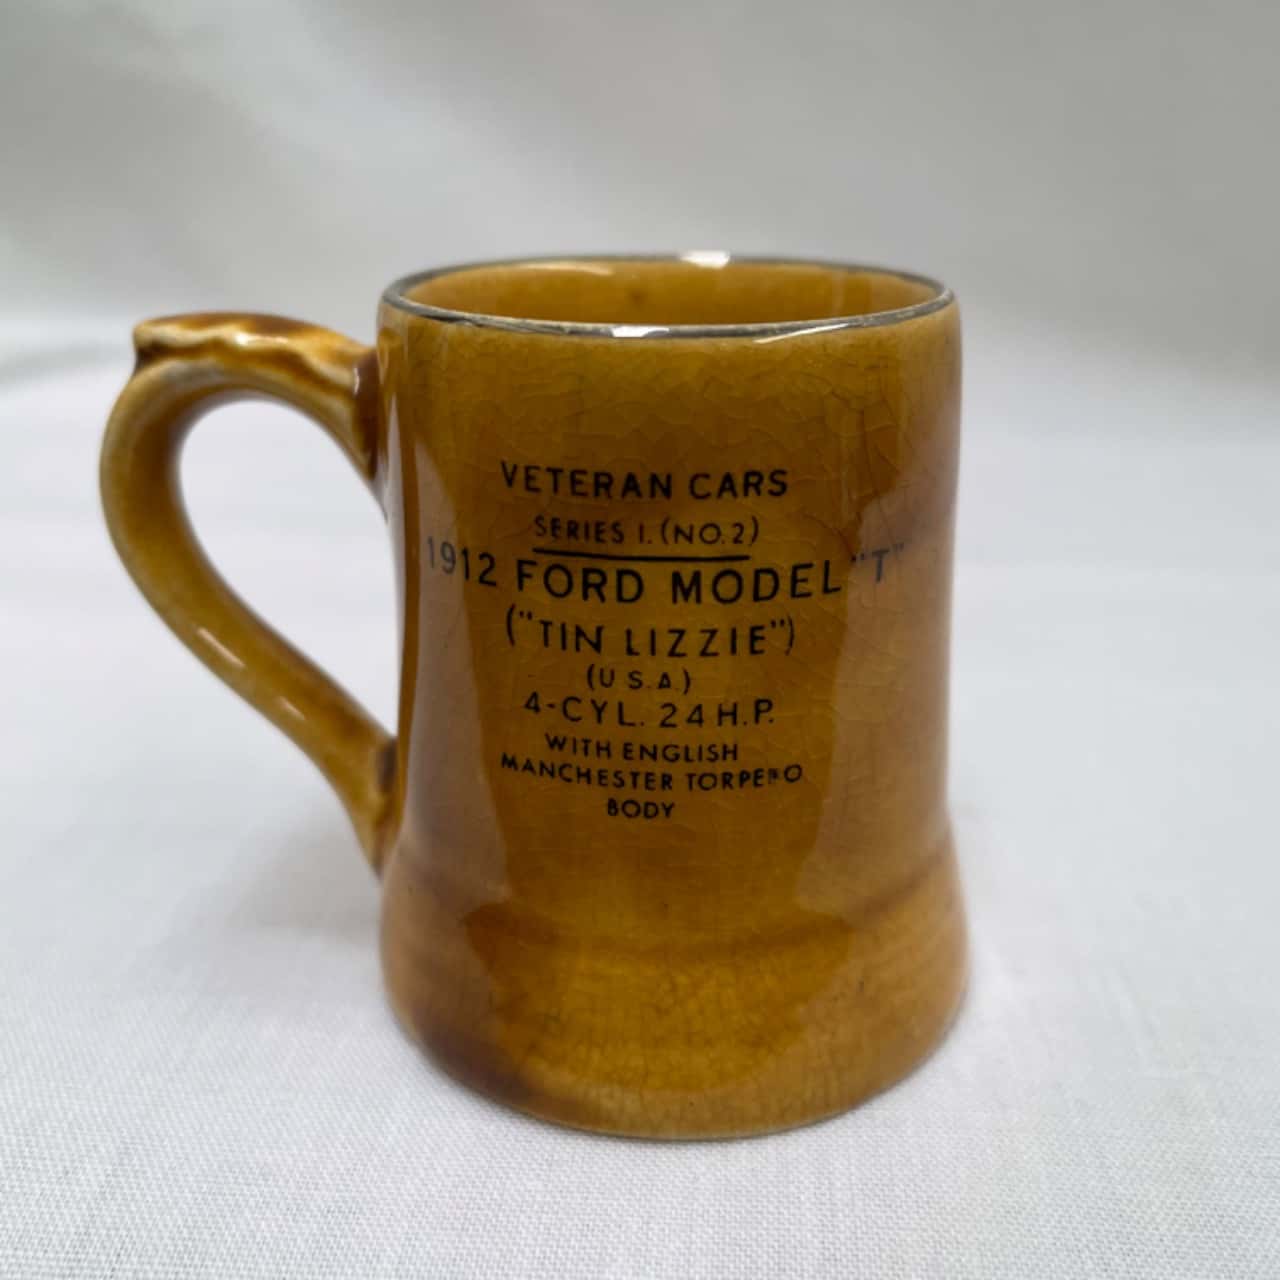 VETERAN CARS
SERIES 1. (NO. 2)
1912 FORD MODEL "T"
("TIN LIZZIE")
(U S.A.)
4-CYL. 24 H.P.
WITH ENGLISH
MANCHESTER TORPEDO
BODY